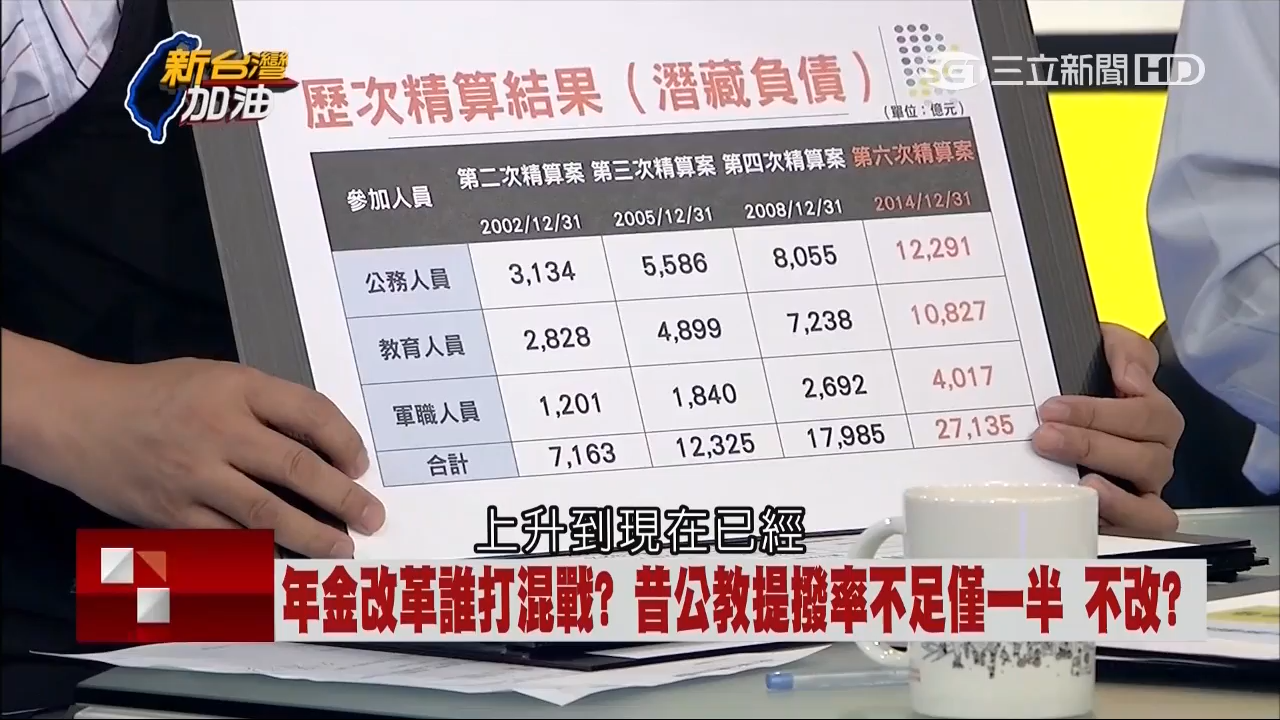 新台灣
加油
三立新聞HD
歷次精算結果（潛藏負債）
（單位：億元）
參加人員 第二次精算案 第三次精算案 第四次精算案 第六次精算案
2002/12/31 2005/12/31 2008/12/31 2014/12/31
公務人員 3,134 5,586 8,055 12,291
教育人員 2,828 4,899 7,238 10,827
軍職人員 1,201 1,840 2,692 4,017
合計 7,163 12,325 17,985 27,135
上升到現在已經
年金改革誰打混戰? 昔公教提撥率不足僅一半 不改?